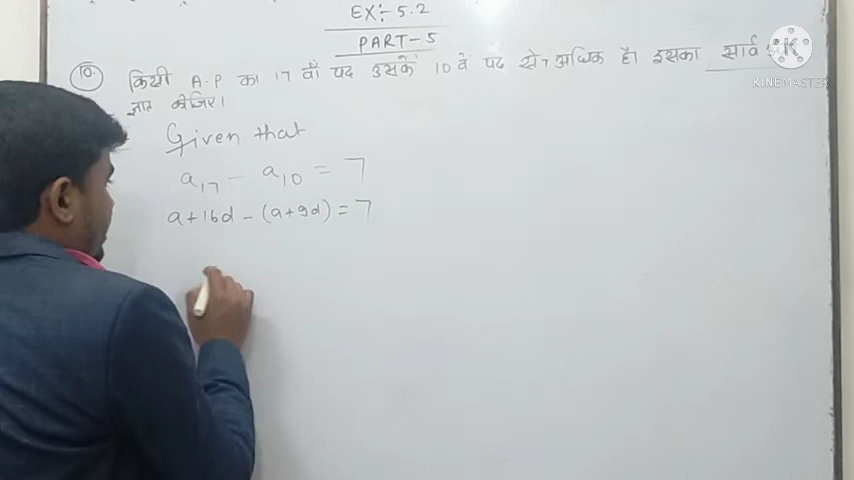 EX:- 5.2
PART-5
10. किसी A.P का 17 वाँ पद उसके 10 वें पद से 7 अधिक है। इसका सार्व
ज्ञात कीजिए।
Given that
a₁₇ - a₁₀ = 7
a+16d - (a+9d) = 7
K
KINEMASTER